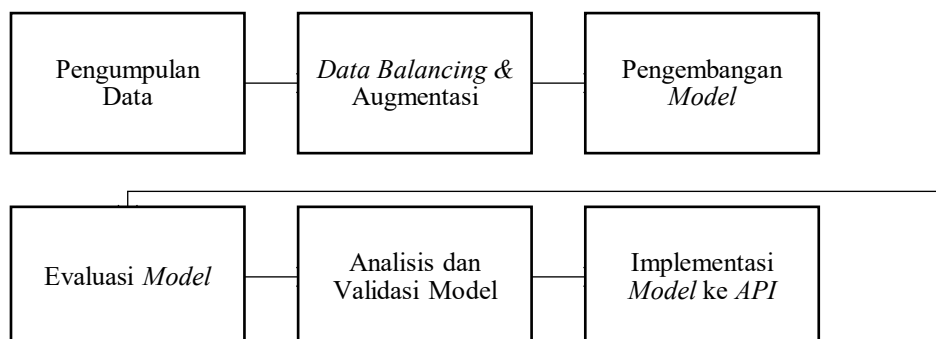 Pengumpulan
Data
Data Balancing &
Augmentasi
Pengembangan
Model
Evaluasi Model
Analisis dan
Validasi Model
Implementasi
Model ke API